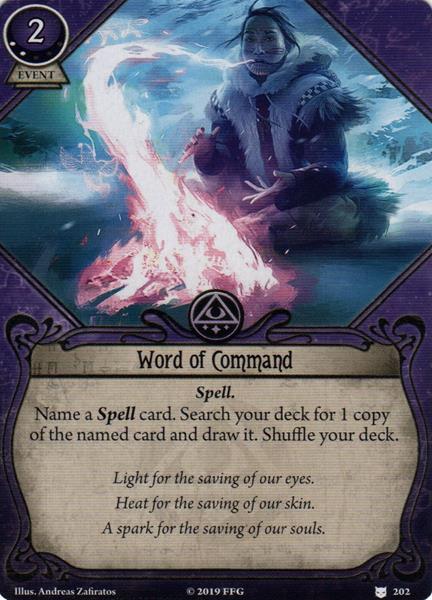 2
EVENT
Word of Command
Spell.
Name a Spell card. Search your deck for 1 copy
of the named card and draw it. Shuffle your deck.
Light for the saving of our eyes.
Heat for the saving of our skin.
A spark for the saving of our souls.
Illus. Andreas Zafiratos © 2019 FFG 202